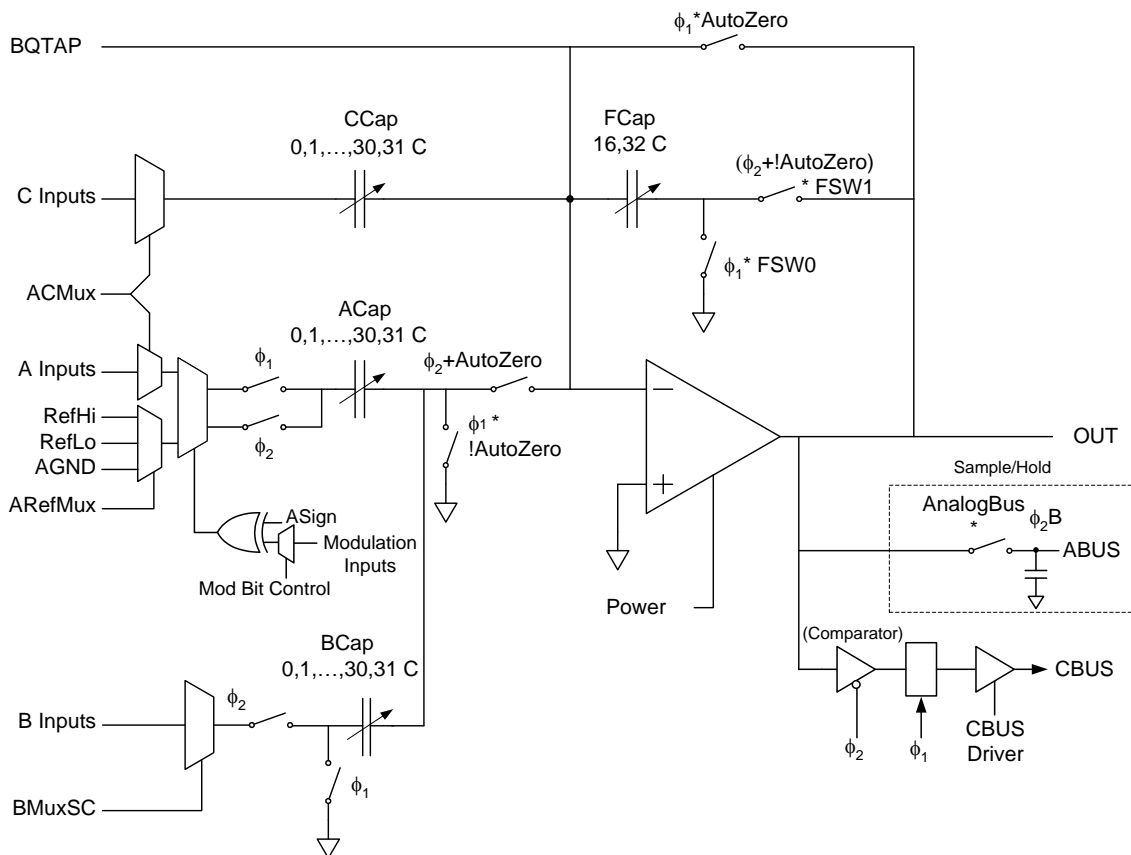 ϕ1*AutoZero
BQTAP
CCap
0,1,…,30,31 C
FCap
16,32 C
(ϕ2+!AutoZero)
* FSW1
C Inputs
ϕ1* FSW0
ACMux
ACap
0,1,…,30,31 C
ϕ2+AutoZero
A Inputs
ϕ1
RefHi
RefLo
AGND
ϕ2
ϕ1 *
!AutoZero
ARefMux
OUT
Sample/Hold
AnalogBus
*
ϕ2B
ABUS
ASign
Modulation
Inputs
Mod Bit Control
Power
(Comparator)
BCap
0,1,…,30,31 C
CBUS
B Inputs
ϕ2
ϕ2
ϕ1
CBUS
Driver
ϕ1
BMuxSC